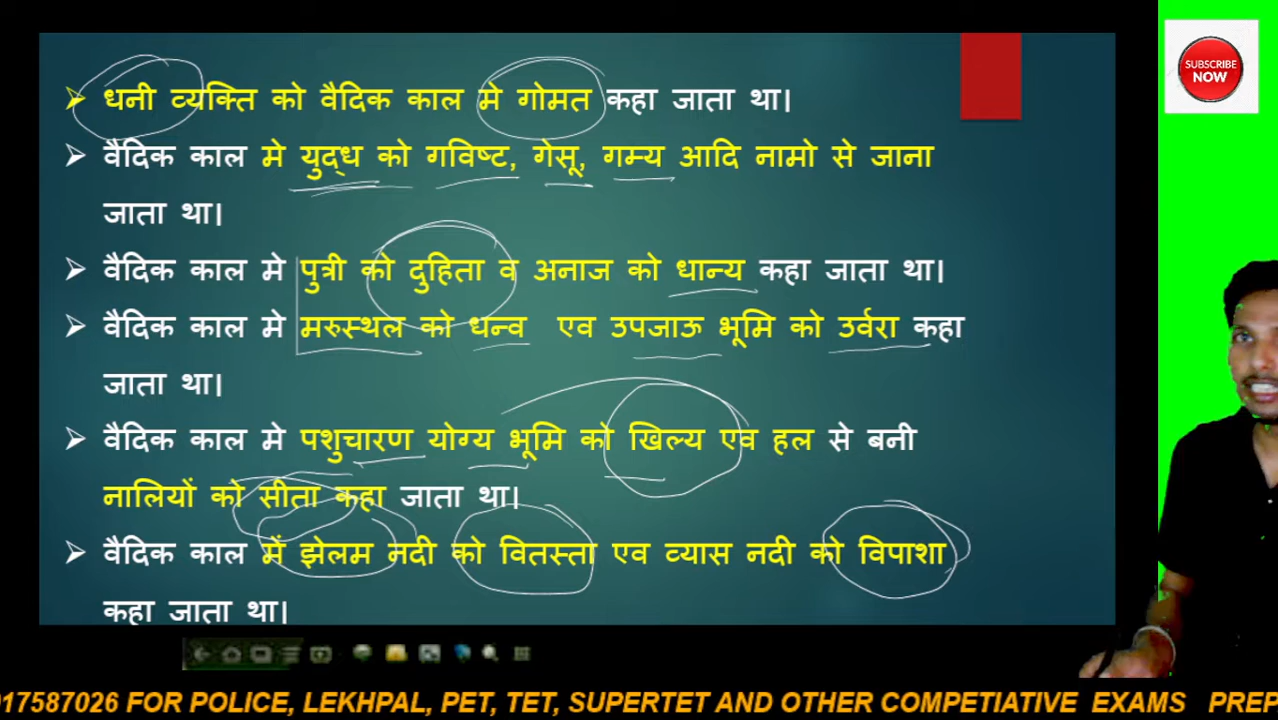 SUBSCRIBE
NOW
धनी व्यक्ति को वैदिक काल मे गोमत कहा जाता था।
वैदिक काल मे युद्ध को गविष्ट, गेसू, गम्य आदि नामो से जाना
जाता था।
वैदिक काल मे पुत्री को दुहिता व अनाज को धान्य कहा जाता था।
वैदिक काल मे मरुस्थल को धन्व एव उपजाऊ भूमि को उर्वरा कहा
जाता था।
वैदिक काल मे पशुचारण योग्य भूमि को खिल्य एव हल से बनी
नालियों को सीता कहा जाता था।
वैदिक काल में झेलम नदी को वितस्ता एव व्यास नदी को विपाशा
कहा जाता था।
017587026 FOR POLICE, LEKHPAL, PET, TET, SUPERTET AND OTHER COMPETIATIVE EXAMS PREP